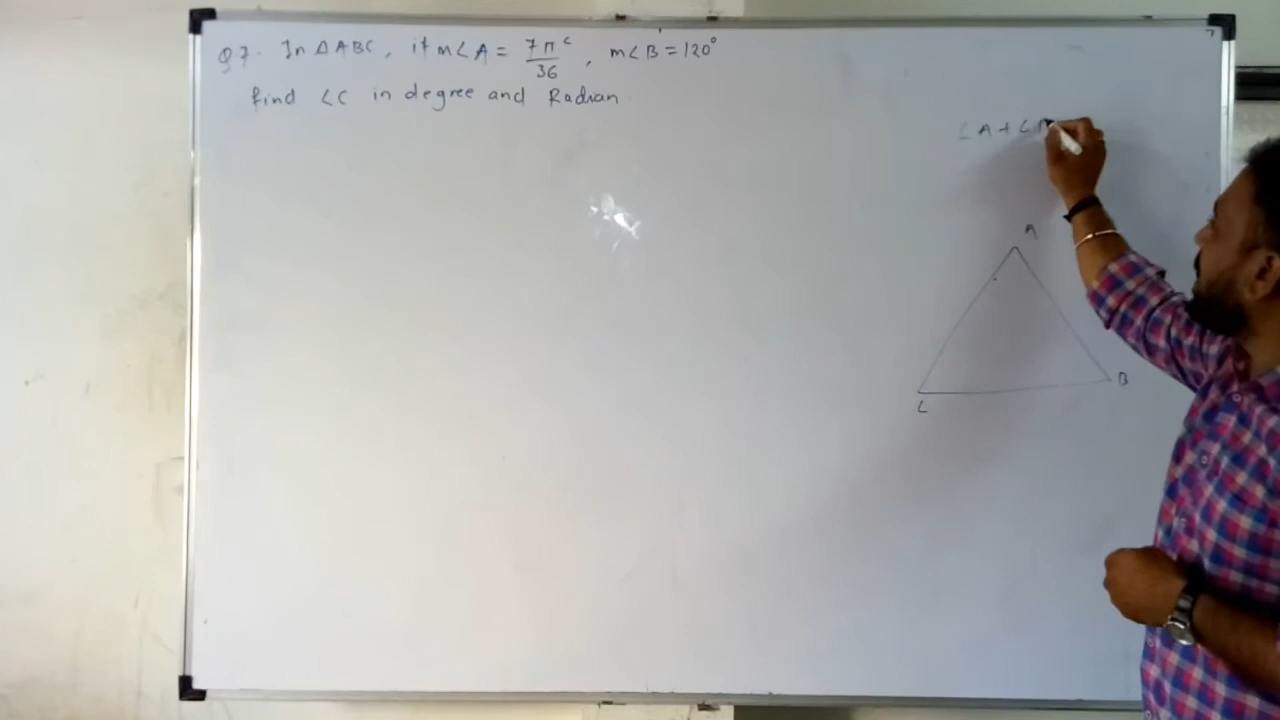 Q7. In △ABC, if m∠A = 7π^c/36, m∠B = 120°
find ∠C in degree and Radian
∠A + ∠
A
B
C